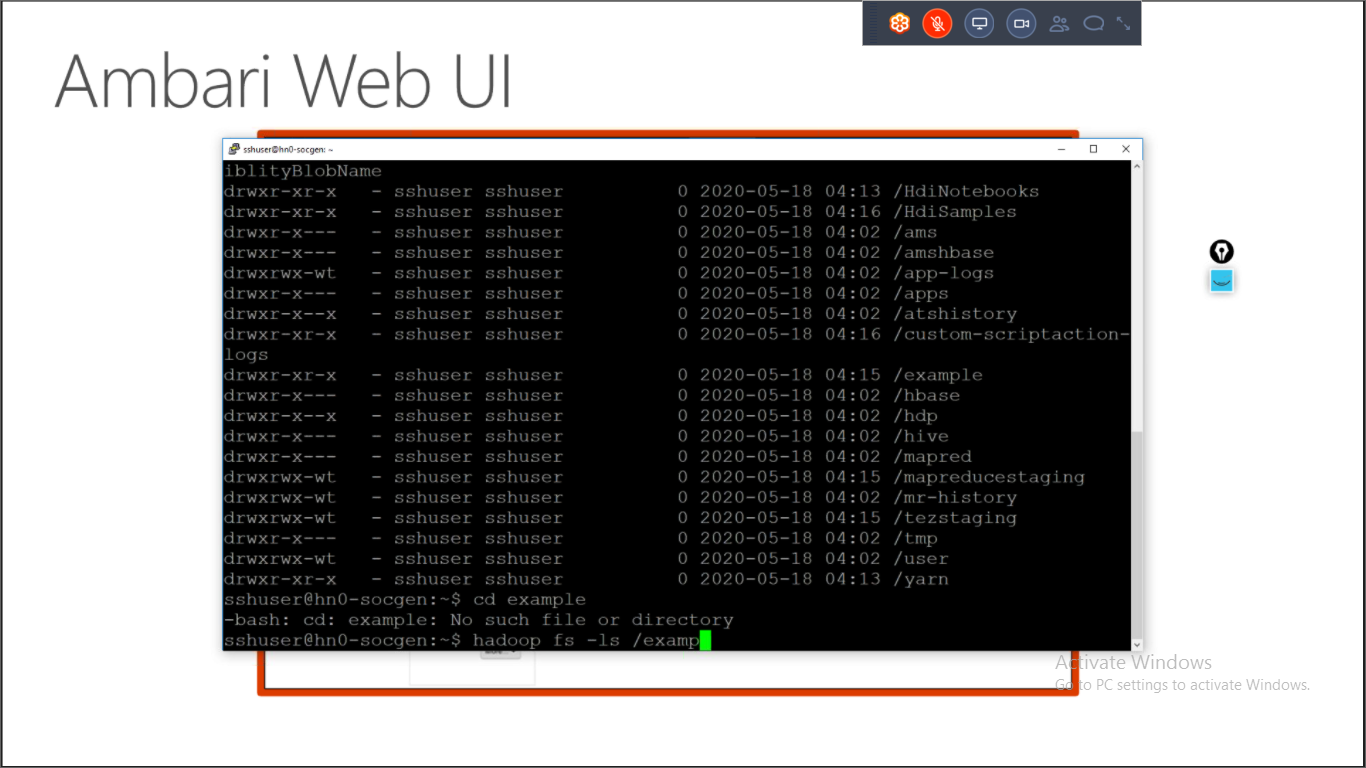 Ambari Web UI
sshuser@hn0-socgen: ~
iblityBlobName
drwxr-xr-x - sshuser sshuser 0 2020-05-18 04:13 /HdiNotebooks
drwxr-xr-x - sshuser sshuser 0 2020-05-18 04:16 /HdiSamples
drwxr-x--- - sshuser sshuser 0 2020-05-18 04:02 /ams
drwxr-x--- - sshuser sshuser 0 2020-05-18 04:02 /amshbase
drwxrwx-wt - sshuser sshuser 0 2020-05-18 04:02 /app-logs
drwxr-x--- - sshuser sshuser 0 2020-05-18 04:02 /apps
drwxr-x--x - sshuser sshuser 0 2020-05-18 04:02 /atshistory
drwxr-xr-x - sshuser sshuser 0 2020-05-18 04:16 /custom-scriptaction-
logs
drwxr-xr-x - sshuser sshuser 0 2020-05-18 04:15 /example
drwxr-x--- - sshuser sshuser 0 2020-05-18 04:02 /hbase
drwxr-x--x - sshuser sshuser 0 2020-05-18 04:02 /hdp
drwxr-x--- - sshuser sshuser 0 2020-05-18 04:02 /hive
drwxr-x--- - sshuser sshuser 0 2020-05-18 04:02 /mapred
drwxrwx-wt - sshuser sshuser 0 2020-05-18 04:15 /mapreducestaging
drwxrwx-wt - sshuser sshuser 0 2020-05-18 04:02 /mr-history
drwxrwx-wt - sshuser sshuser 0 2020-05-18 04:15 /tezstaging
drwxr-x--- - sshuser sshuser 0 2020-05-18 04:02 /tmp
drwxrwx-wt - sshuser sshuser 0 2020-05-18 04:02 /user
drwxr-xr-x - sshuser sshuser 0 2020-05-18 04:13 /yarn
sshuser@hn0-socgen:~$ cd example
-bash: cd: example: No such file or directory
sshuser@hn0-socgen:~$ hadoop fs -ls /examp
Activate Windows
Go to PC settings to activate Windows.